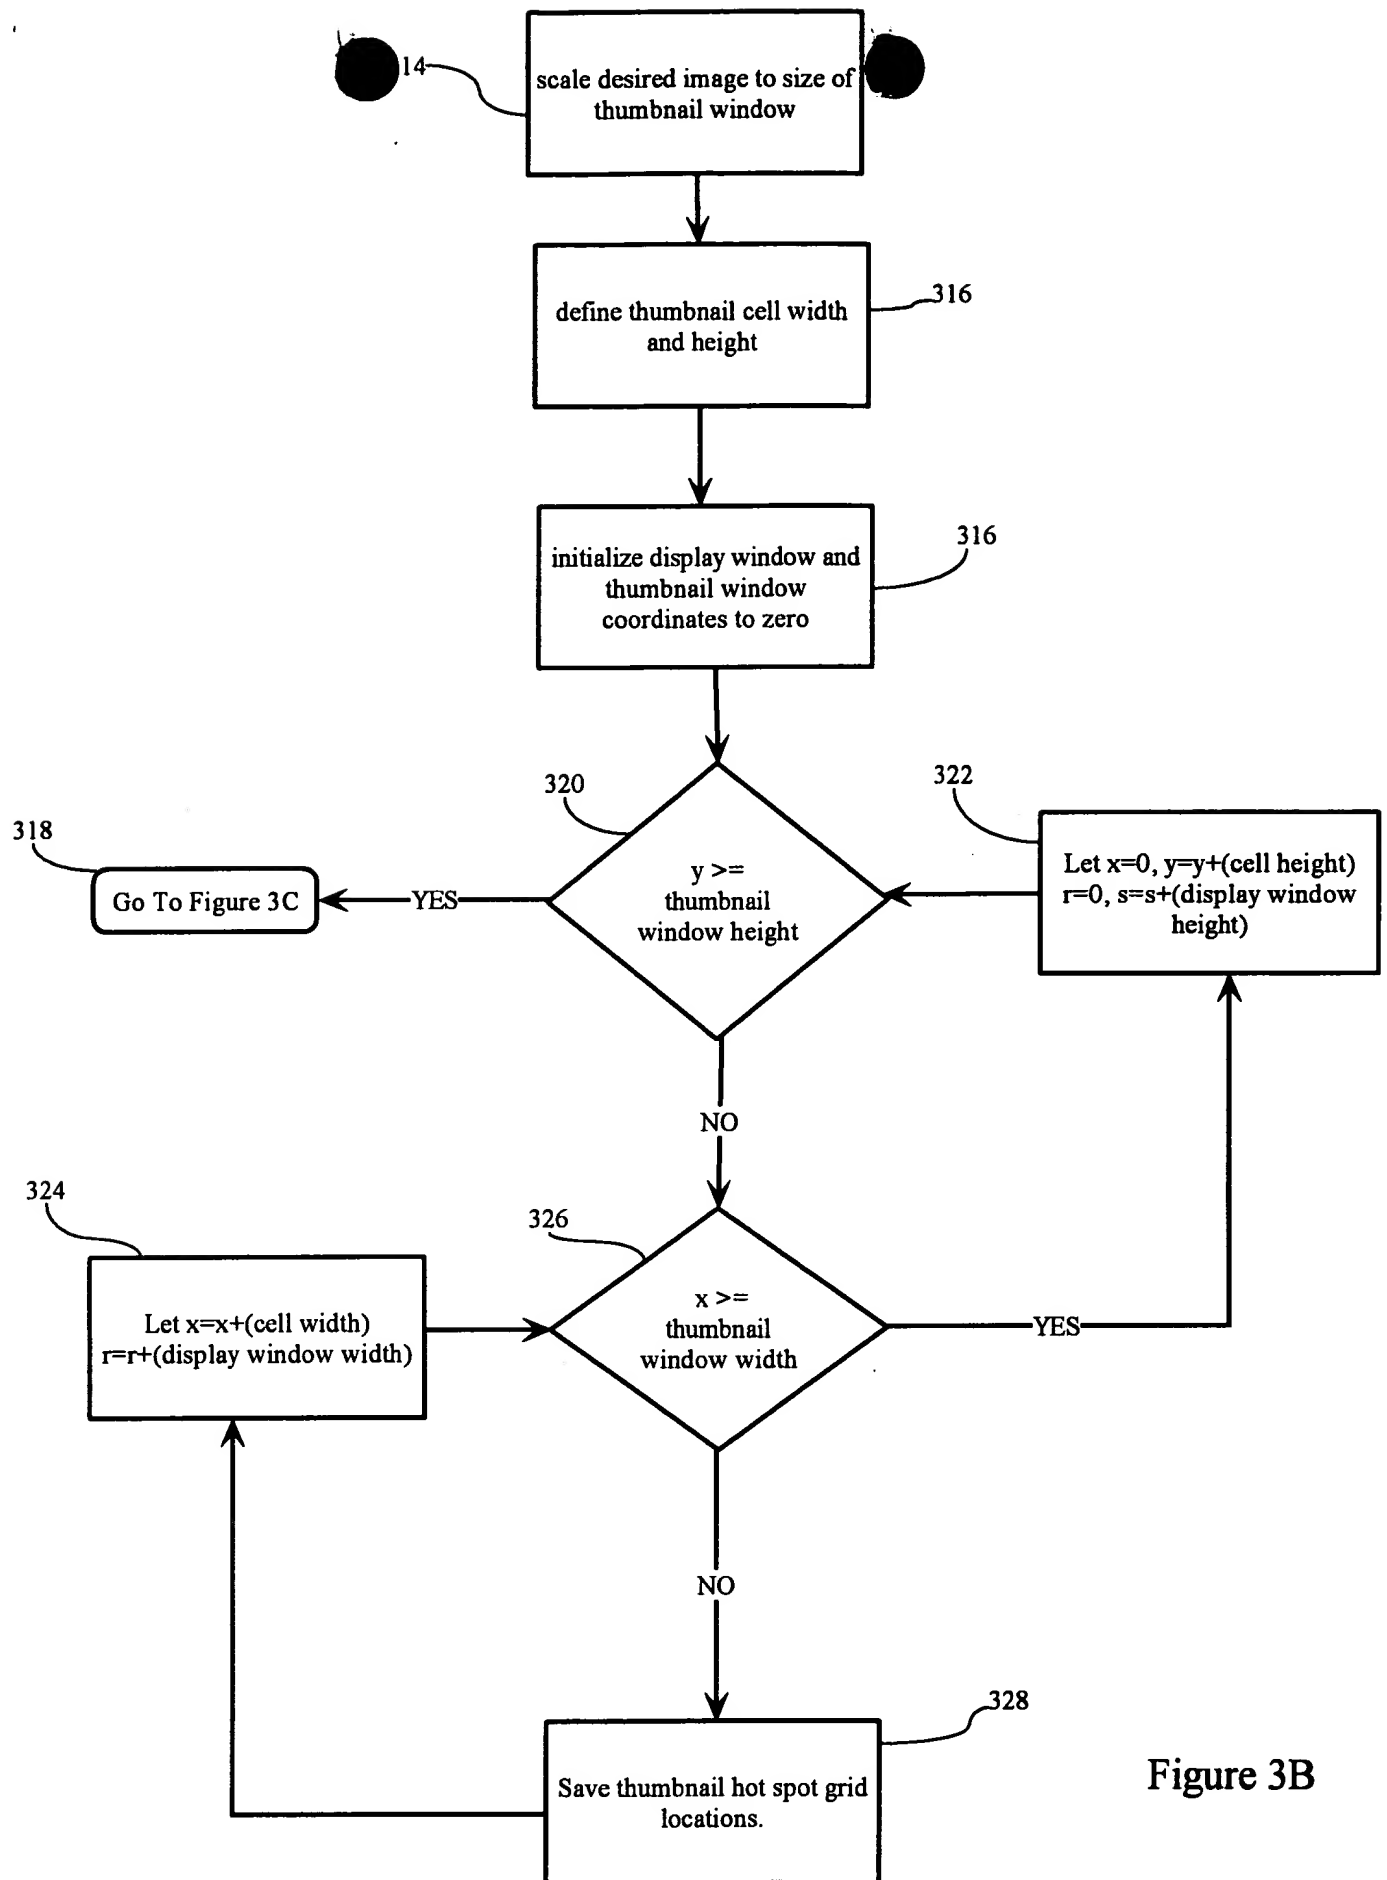 14
scale desired image to size of
thumbnail window
316
define thumbnail cell width
and height
316
initialize display window and
thumbnail window
coordinates to zero
320
322
318
Go To Figure 3C
YES
y >=
thumbnail
window height
Let x=0, y=y+(cell height)
r=0, s=s+(display window
height)
NO
324
326
Let x=x+(cell width)
r=r+(display window width)
x >=
thumbnail
window width
YES
NO
328
Save thumbnail hot spot grid
locations.
Figure 3B